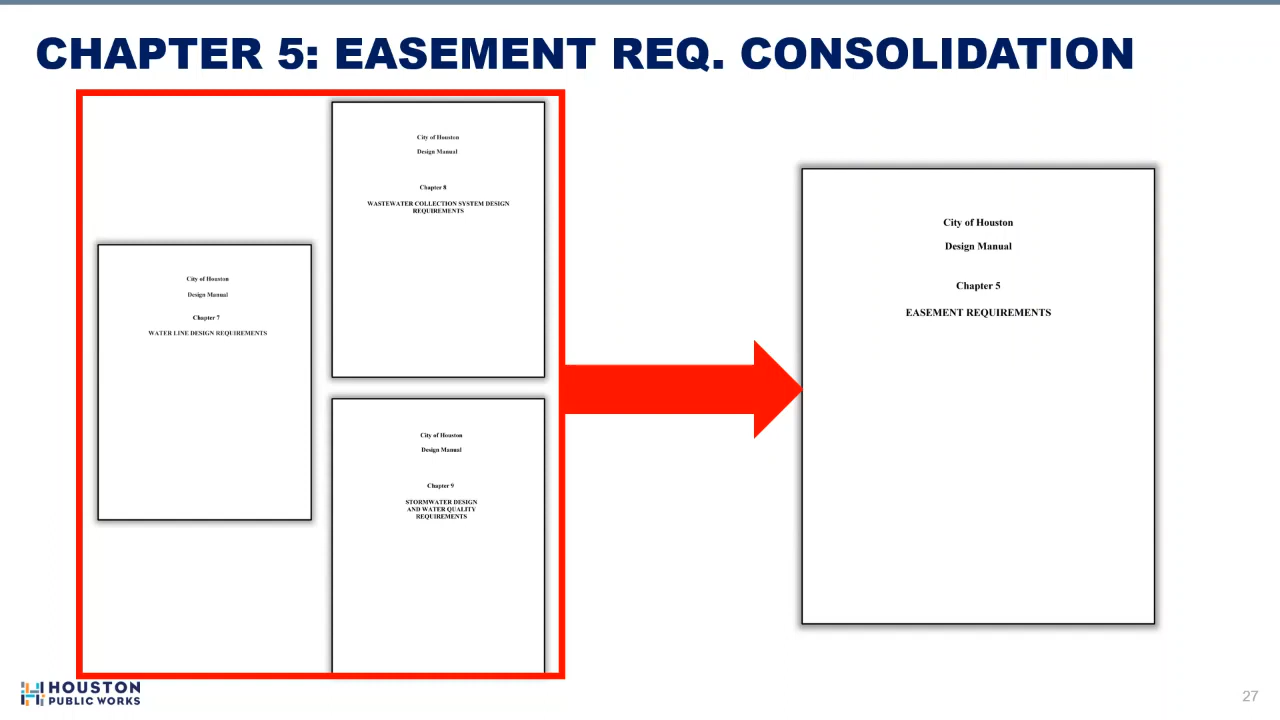 CHAPTER 5: EASEMENT REQ. CONSOLIDATION
City of Houston
Design Manual
Chapter 7
WATER LINE DESIGN REQUIREMENTS
City of Houston
Design Manual
Chapter 8
WASTEWATER COLLECTION SYSTEM DESIGN
REQUIREMENTS
City of Houston
Design Manual
Chapter 9
STORMWATER DESIGN
AND WATER QUALITY
REQUIREMENTS
City of Houston
Design Manual
Chapter 5
EASEMENT REQUIREMENTS
HOUSTON
PUBLIC WORKS
27